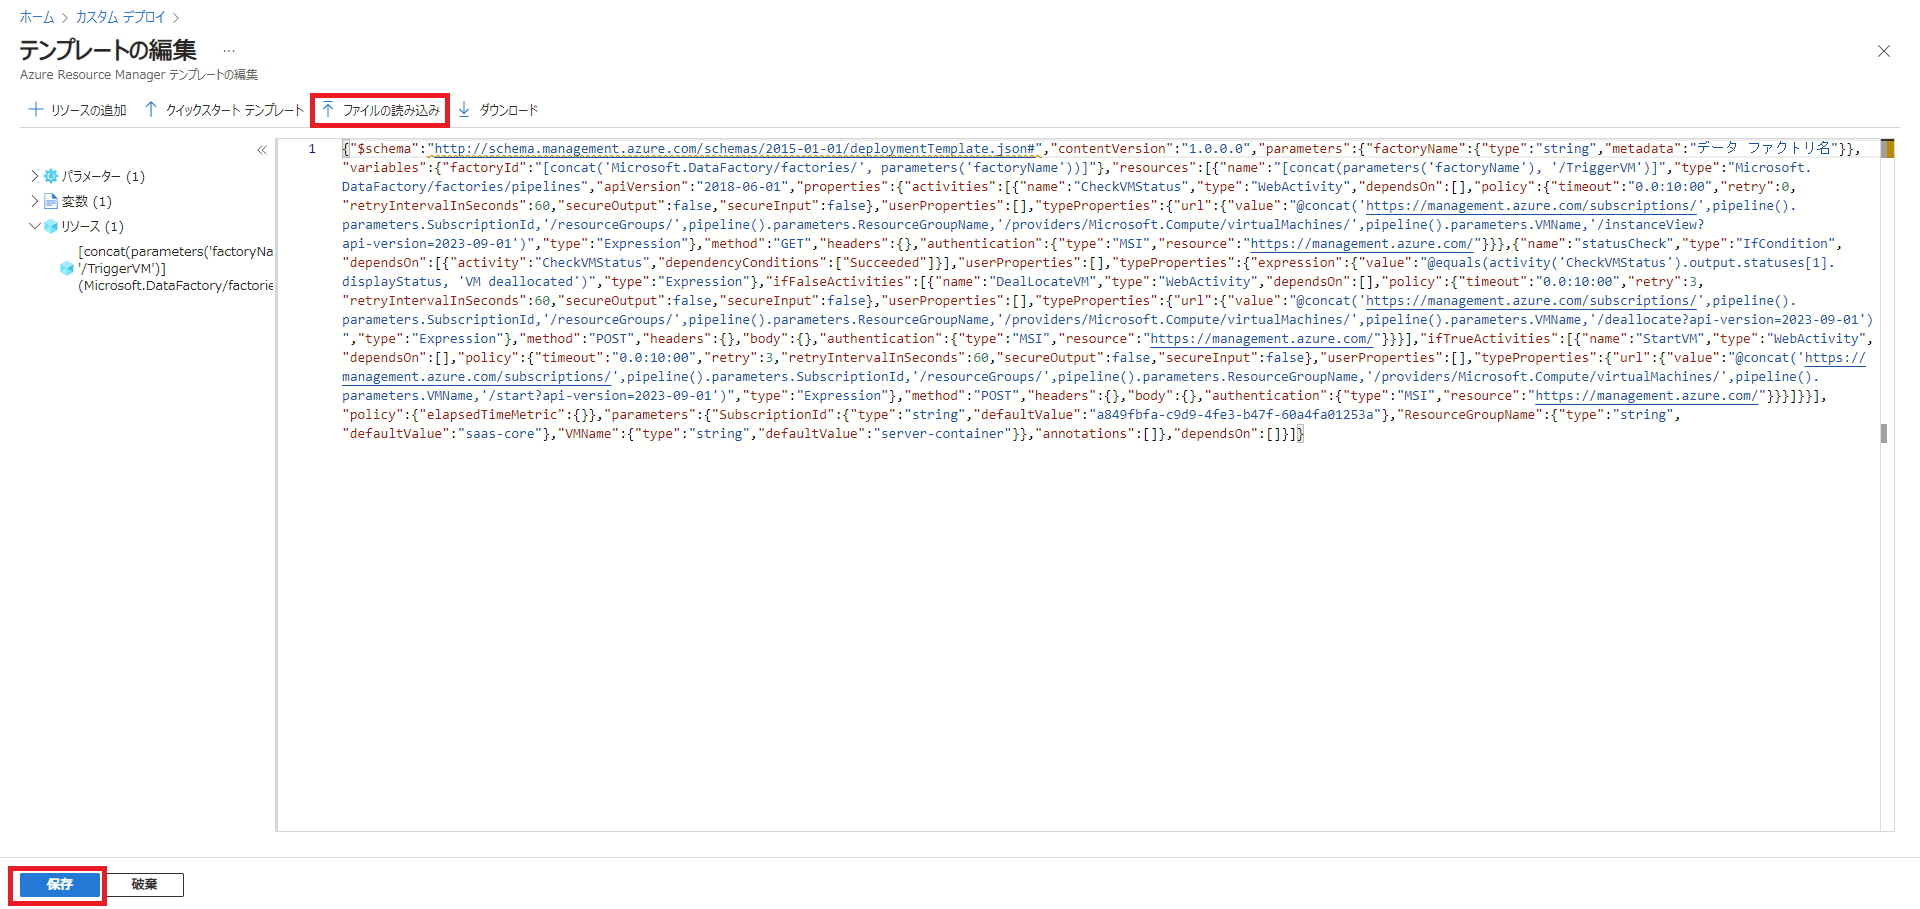 ホーム > カスタム デプロイ >
テンプレートの編集 …
Azure Resource Manager テンプレートの編集
リソースの追加 クイックスタート テンプレート ファイルの読み込み ダウンロード
パラメーター (1)
変数 (1)
リソース (1)
[concat(parameters('factoryNa
'/TriggerVM')]
(Microsoft.DataFactory/factorie
1
{"$schema":"http://schema.management.azure.com/schemas/2015-01-01/deploymentTemplate.json#","contentVersion":"1.0.0.0","parameters":{"factoryName":{"type":"string","metadata":"データ ファクトリ名"}},
"variables":{"factoryId":"[concat('Microsoft.DataFactory/factories/', parameters('factoryName'))]"},"resources":[{"name":"[concat(parameters('factoryName'), '/TriggerVM')]","type":"Microsoft.
DataFactory/factories/pipelines","apiVersion":"2018-06-01","properties":{"activities":[{"name":"CheckVMStatus","type":"WebActivity","dependsOn":[],"policy":{"timeout":"0.0:10:00","retry":0,
"retryIntervalInSeconds":60,"secureOutput":false,"secureInput":false},"userProperties":[],"typeProperties":{"url":{"value":"@concat('https://management.azure.com/subscriptions/',pipeline().
parameters.SubscriptionId,'/resourceGroups/',pipeline().parameters.ResourceGroupName,'/providers/Microsoft.Compute/virtualMachines/',pipeline().parameters.VMName,'/instanceView?
api-version=2023-09-01')","type":"Expression"},"method":"GET","headers":{},"authentication":{"type":"MSI","resource":"https://management.azure.com/"}}},{"name":"statusCheck","type":"IfCondition",
"dependsOn":[{"activity":"CheckVMStatus","dependencyConditions":["Succeeded"]}],"userProperties":[],"typeProperties":{"expression":{"value":"@equals(activity('CheckVMStatus').output.statuses[1].
displayStatus, 'VM deallocated')","type":"Expression"},"ifFalseActivities":[{"name":"DealLocateVM","type":"WebActivity","dependsOn":[],"policy":{"timeout":"0.0:10:00","retry":3,
"retryIntervalInSeconds":60,"secureOutput":false,"secureInput":false},"userProperties":[],"typeProperties":{"url":{"value":"@concat('https://management.azure.com/subscriptions/',pipeline().
parameters.SubscriptionId,'/resourceGroups/',pipeline().parameters.ResourceGroupName,'/providers/Microsoft.Compute/virtualMachines/',pipeline().parameters.VMName,'/deallocate?api-version=2023-09-01')
","type":"Expression"},"method":"POST","headers":{},"body":{},"authentication":{"type":"MSI","resource":"https://management.azure.com/"}}}],"ifTrueActivities":[{"name":"StartVM","type":"WebActivity",
"dependsOn":[],"policy":{"timeout":"0.0:10:00","retry":3,"retryIntervalInSeconds":60,"secureOutput":false,"secureInput":false},"userProperties":[],"typeProperties":{"url":{"value":"@concat('https://
management.azure.com/subscriptions/',pipeline().parameters.SubscriptionId,'/resourceGroups/',pipeline().parameters.ResourceGroupName,'/providers/Microsoft.Compute/virtualMachines/',pipeline().
parameters.VMName,'/start?api-version=2023-09-01')","type":"Expression"},"method":"POST","headers":{},"body":{},"authentication":{"type":"MSI","resource":"https://management.azure.com/"}}}]}}],
"policy":{"elapsedTimeMetric":{}},"parameters":{"SubscriptionId":{"type":"string","defaultValue":"a849fbfa-c9d9-4fe3-b47f-60a4fa01253a"},"ResourceGroupName":{"type":"string",
"defaultValue":"saas-core"},"VMName":{"type":"string","defaultValue":"server-container"}},"annotations":[]},"dependsOn":[]}]}
保存 破棄